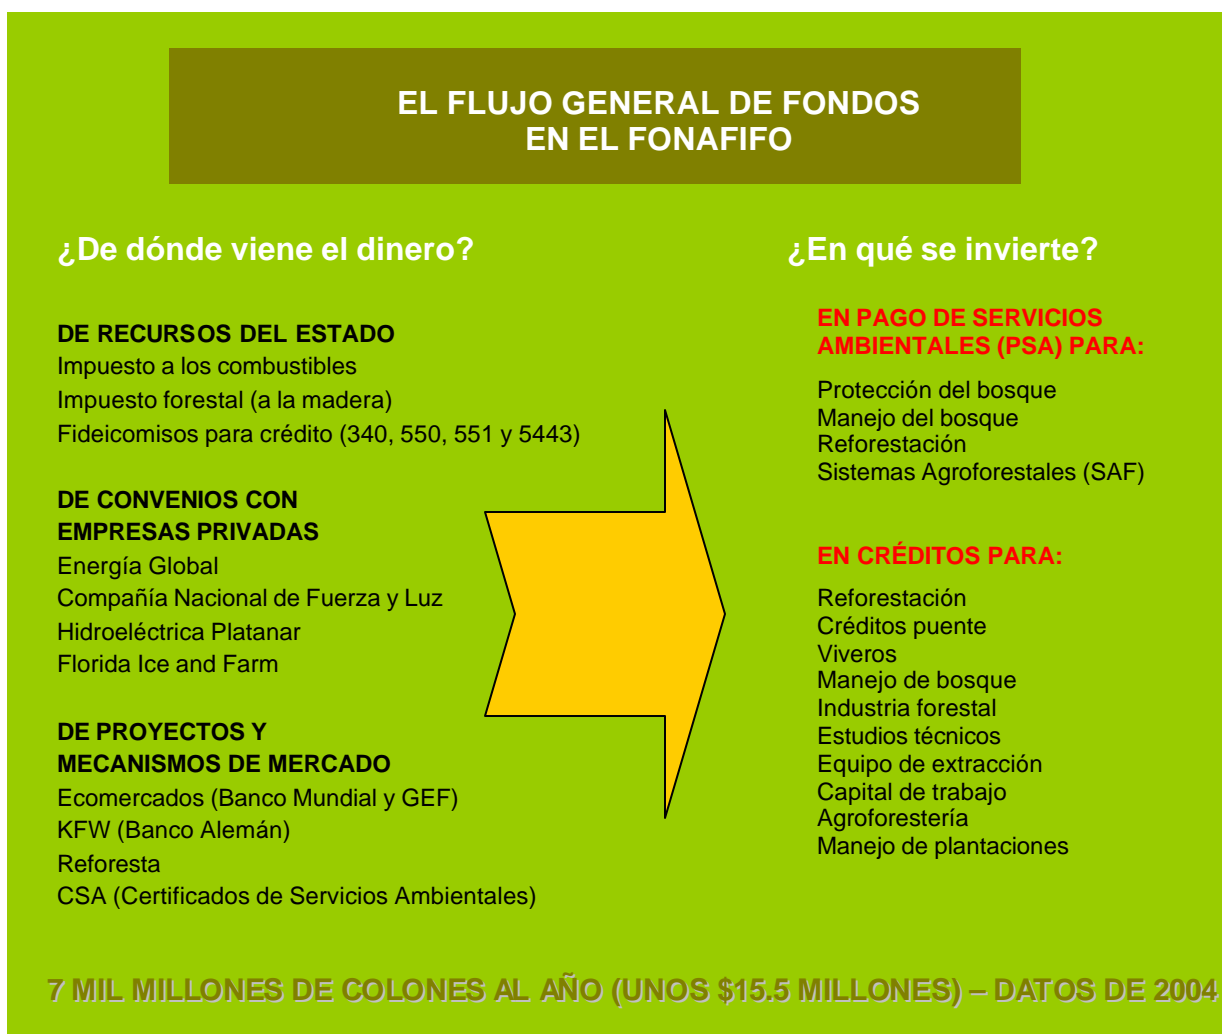 EL FLUJO GENERAL DE FONDOS
EN EL FONAFIFO
¿De dónde viene el dinero?
DE RECURSOS DEL ESTADO
Impuesto a los combustibles
Impuesto forestal (a la madera)
Fideicomisos para crédito (340, 550, 551 y 5443)
DE CONVENIOS CON
EMPRESAS PRIVADAS
Energía Global
Compañía Nacional de Fuerza y Luz
Hidroeléctrica Platanar
Florida Ice and Farm
DE PROYECTOS Y
MECANISMOS DE MERCADO
Ecomercados (Banco Mundial y GEF)
KFW (Banco Alemán)
Reforesta
CSA (Certificados de Servicios Ambientales)
¿En qué se invierte?
EN PAGO DE SERVICIOS
AMBIENTALES (PSA) PARA:
Protección del bosque
Manejo del bosque
Reforestación
Sistemas Agroforestales (SAF)
EN CRÉDITOS PARA:
Reforestación
Créditos puente
Viveros
Manejo de bosque
Industria forestal
Estudios técnicos
Equipo de extracción
Capital de trabajo
Agroforestería
Manejo de plantaciones
7 MIL MILLONES DE COLONES AL AÑO (UNOS $15.5 MILLONES) – DATOS DE 2004